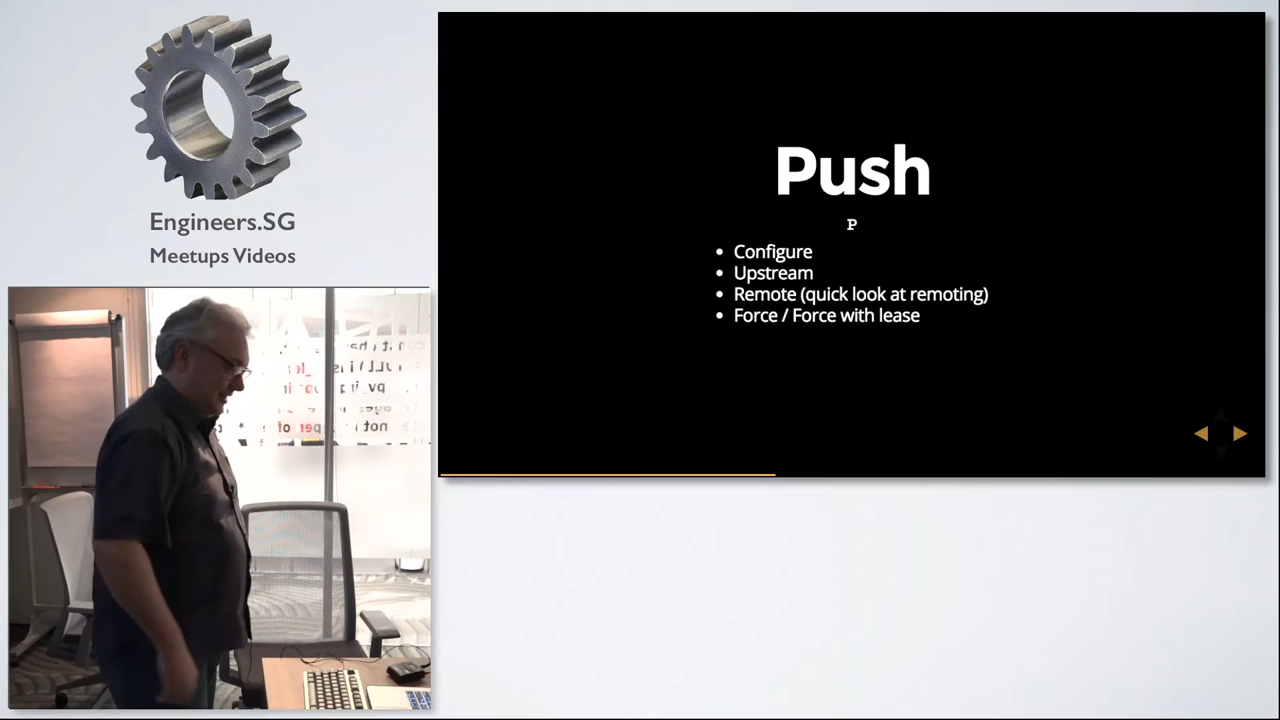 Engineers.SG
Meetups Videos
Push
P
Configure
Upstream
Remote (quick look at remoting)
Force / Force with lease